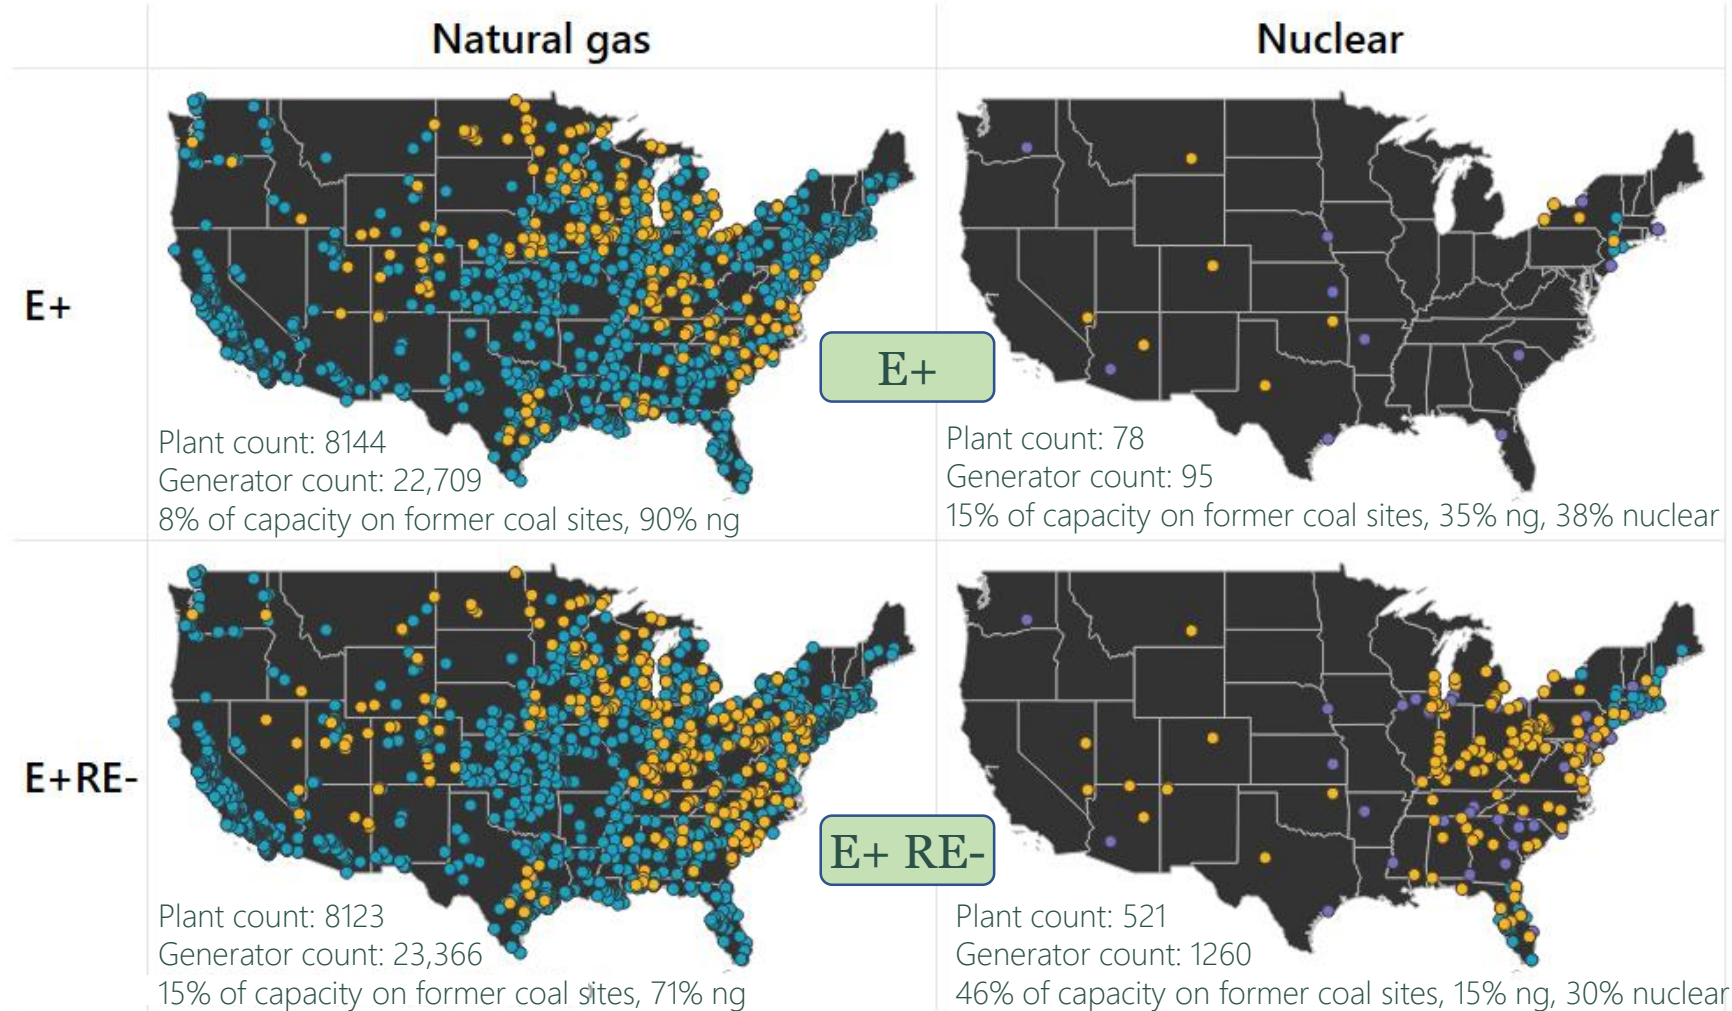 Natural gas
Nuclear
E+
E+
Plant count: 8144
Generator count: 22,709
8% of capacity on former coal sites, 90% ng
Plant count: 78
Generator count: 95
15% of capacity on former coal sites, 35% ng, 38% nuclear
E+RE-
E+ RE-
Plant count: 8123
Generator count: 23,366
15% of capacity on former coal sites, 71% ng
Plant count: 521
Generator count: 1260
46% of capacity on former coal sites, 15% ng, 30% nuclear